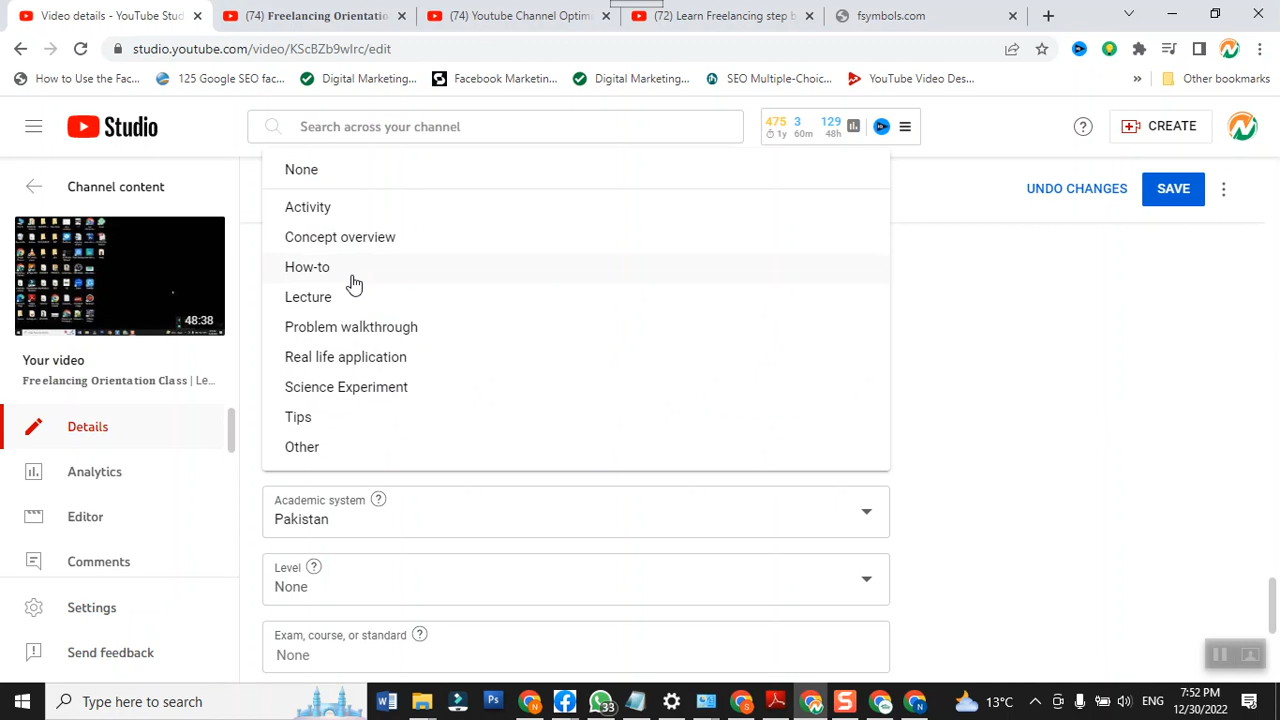 Video details - YouTube Stud
(74) Freelancing Orientation
(74) Youtube Channel Optim
(72) Learn Freelancing step b
fsymbols.com
studio.youtube.com/video/KScBZb9wIrc/edit
How to Use the Fac...
125 Google SEO fac...
Digital Marketing...
Facebook Marketin...
Digital Marketing...
SEO Multiple-Choic...
YouTube Video Des...
Other bookmarks
Studio
Search across your channel
475 3 129
1y 60m 48h
CREATE
Channel content
UNDO CHANGES
SAVE
48:38
Your video
Freelancing Orientation Class | Le...
Details
Analytics
Editor
Comments
Settings
Send feedback
None
Activity
Concept overview
How-to
Lecture
Problem walkthrough
Real life application
Science Experiment
Tips
Other
Academic system
Pakistan
Level
None
Exam, course, or standard
None
Type here to search
33
13°C
ENG
7:52 PM
12/30/2022